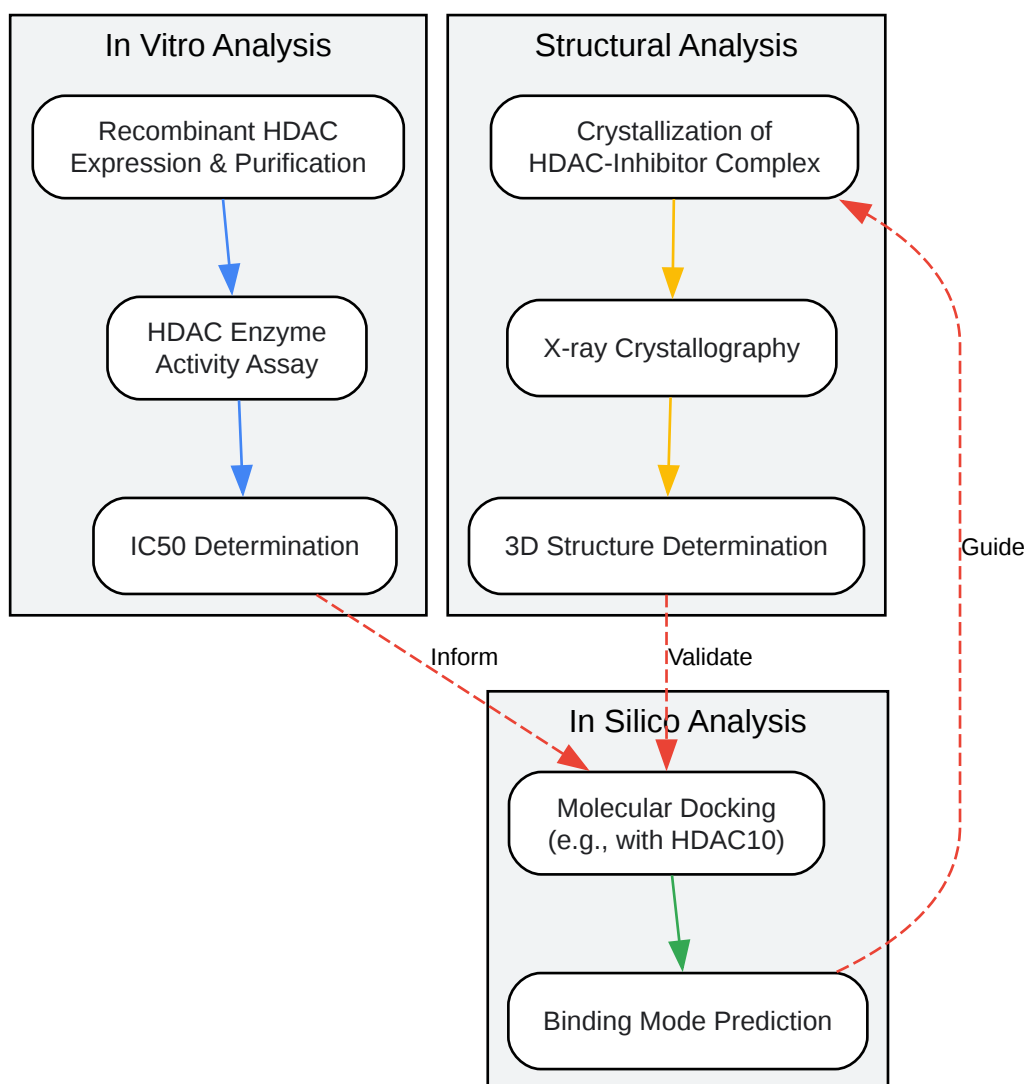 In Vitro Analysis
Recombinant HDAC
Expression & Purification
HDAC Enzyme
Activity Assay
IC50 Determination
Structural Analysis
Crystallization of
HDAC-Inhibitor Complex
X-ray Crystallography
3D Structure Determination
Guide
Inform
Validate
In Silico Analysis
Molecular Docking
(e.g., with HDAC10)
Binding Mode Prediction